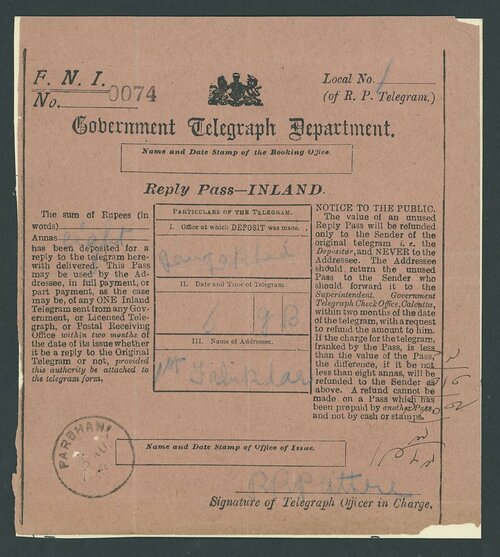 F. N. I.
No. 0074
Local No. 1
(of R. P. Telegram.)
Government Telegraph Department.
Name and Date Stamp of the Booking Office.
Reply Pass—INLAND.
The sum of Rupees (in
words)
Annas eight
has been deposited for
a reply to the telegram here-
with delivered. This Pass
may be used by the Ad-
dressee, in full payment, or
part payment, as the case
may be, of any ONE Inland
Telegram sent from any Gov-
ernment, or Licensed Tele-
graph, or Postal Receiving
Office within two months of
the date of its issue whether
it be a reply to the Original
Telegram or not, provided
this authority be attached to
the telegram form.
PARTICULARS OF THE TELEGRAM.
I. Office at which DEPOSIT was made.
II. Date and Time of Telegram
III. Name of Addressee.
NOTICE TO THE PUBLIC.
The value of an unused
Reply Pass will be refunded
only to the Sender of the
original telegram i. e. the
Depositor, and NEVER to the
Addressee. The Addressee
should return the unused
Pass to the Sender who
should forward it to the
Superintendent, Government
Telegraph Check Office, Calcutta,
within two months of the date
of the telegram, with a request
to refund the amount to him.
If the charge for the telegram,
franked by the Pass, is less
than the value of the Pass,
the difference, if it be not
less than eight annas, will be
refunded to the Sender as
above. A refund cannot be
made on a Pass which has
been prepaid by another Pass
and not by cash or stamps.
PARBHANI
Name and Date Stamp of Office of Issue.
Signature of Telegraph Officer in Charge.